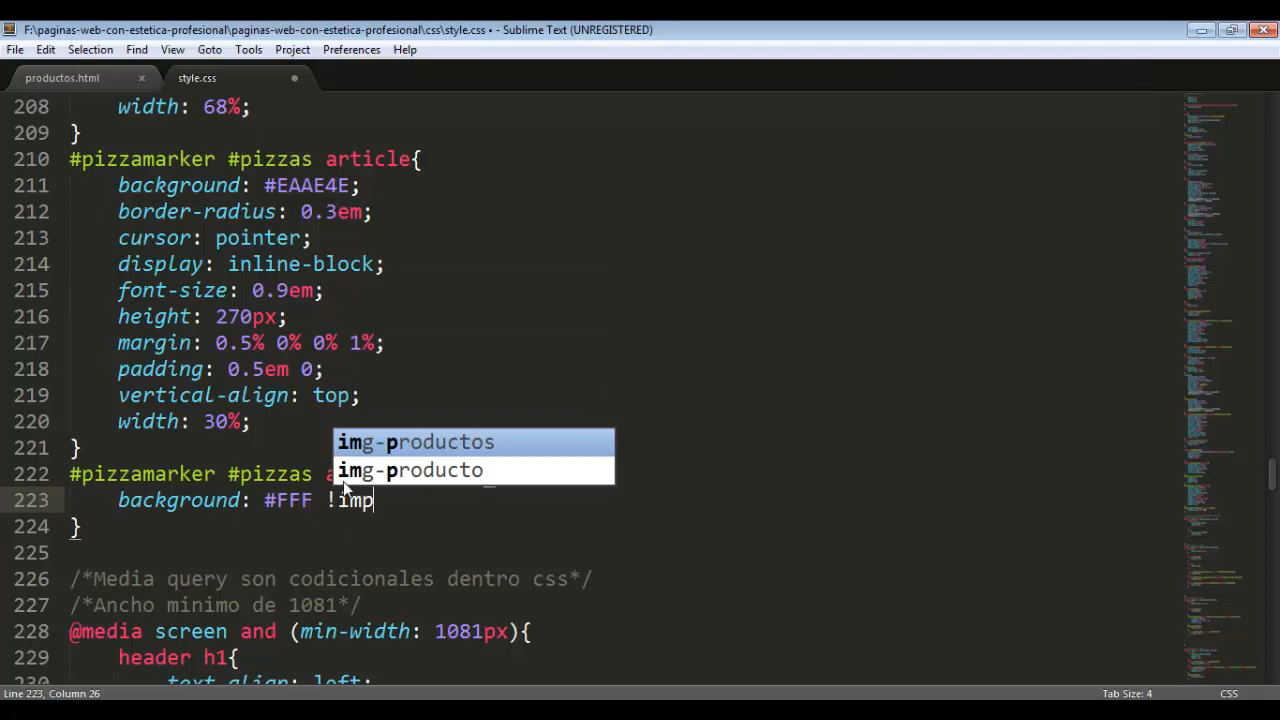 F:\paginas-web-con-estetica-profesional\paginas-web-con-estetica-profesional\css\style.css • - Sublime Text (UNREGISTERED)
File Edit Selection Find View Goto Tools Project Preferences Help
productos.html × style.css
208 width: 68%;
209 }
210 #pizzamarker #pizzas article{
211 background: #EAAE4E;
212 border-radius: 0.3em;
213 cursor: pointer;
214 display: inline-block;
215 font-size: 0.9em;
216 height: 270px;
217 margin: 0.5% 0% 0% 1%;
218 padding: 0.5em 0;
219 vertical-align: top;
220 width: 30%;
221 }
img-productos
222 #pizzamarker #pizzas
img-producto
223 background: #FFF !imp
224 }
225
226 /*Media query son codicionales dentro css*/
227 /*Ancho minimo de 1081*/
228 @media screen and (min-width: 1081px){
229 header h1{
230 text-align: left;
Line 223, Column 26 Tab Size: 4 CSS